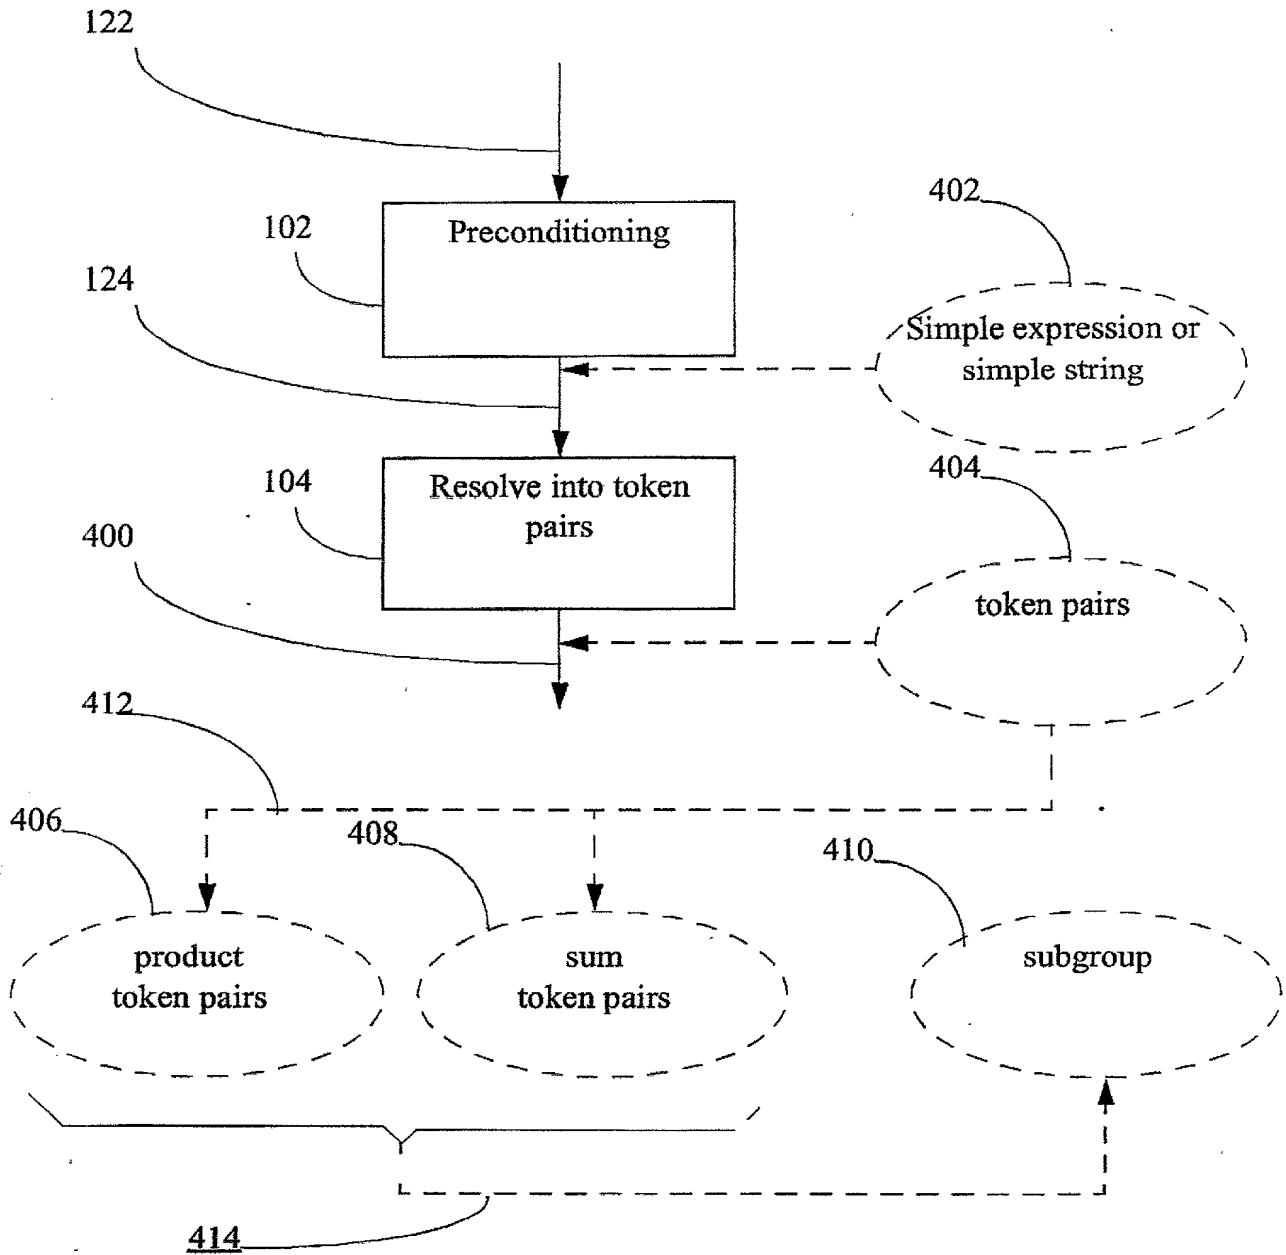 122
402
102
Preconditioning
124
Simple expression or
simple string
404
104
Resolve into token
pairs
400
token pairs
412
406
408
410
product
token pairs
sum
token pairs
subgroup
414